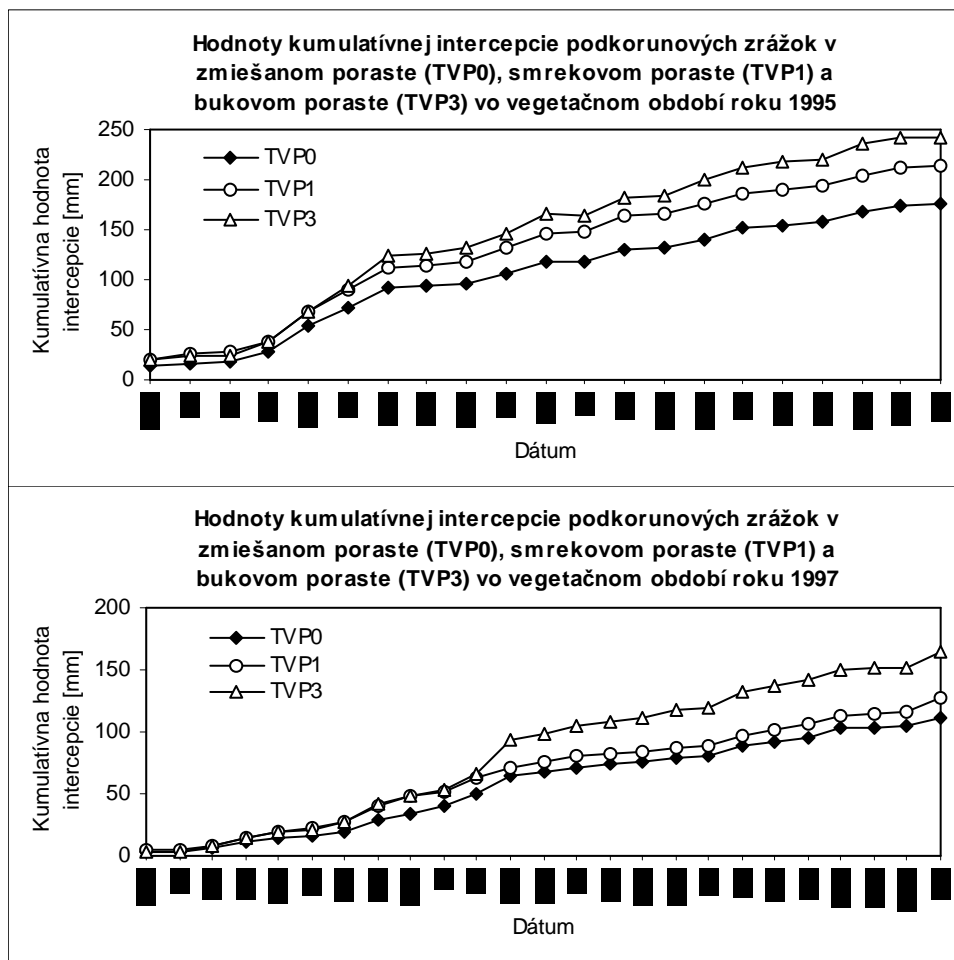 Hodnoty kumulatívnej intercepcie podkorunových zrážok v
zmiešanom poraste (TVP0), smrekovom poraste (TVP1) a
bukovom poraste (TVP3) vo vegetačnom období roku 1995
Kumulatívna hodnota
intercepcie [mm]
250
200
150
100
50
0
TVP0
TVP1
TVP3
Dátum
Hodnoty kumulatívnej intercepcie podkorunových zrážok v
zmiešanom poraste (TVP0), smrekovom poraste (TVP1) a
bukovom poraste (TVP3) vo vegetačnom období roku 1997
Kumulatívna hodnota
intercepcie [mm]
200
150
100
50
0
TVP0
TVP1
TVP3
Dátum